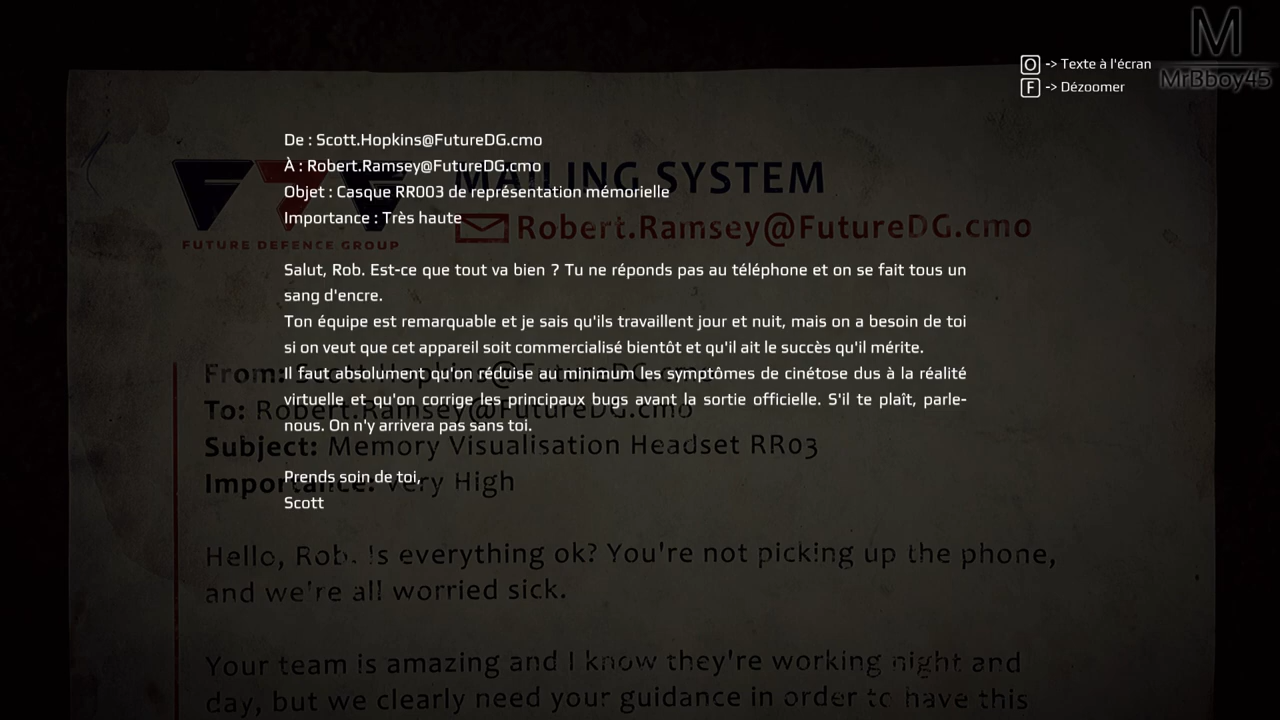 M
MrBboy45
O -> Texte à l'écran
F -> Dézoomer
De : Scott.Hopkins@FutureDG.cmo
À : Robert.Ramsey@FutureDG.cmo
Objet : Casque RR003 de représentation mémorielle
Importance : Très haute
Salut, Rob. Est-ce que tout va bien ? Tu ne réponds pas au téléphone et on se fait tous un
sang d'encre.
Ton équipe est remarquable et je sais qu'ils travaillent jour et nuit, mais on a besoin de toi
si on veut que cet appareil soit commercialisé bientôt et qu'il ait le succès qu'il mérite.
Il faut absolument qu'on réduise au minimum les symptômes de cinétose dus à la réalité
virtuelle et qu'on corrige les principaux bugs avant la sortie officielle. S'il te plaît, parle-
nous. On n'y arrivera pas sans toi.
Prends soin de toi,
Scott
MAILING SYSTEM
Robert.Ramsey@FutureDG.cmo
FUTURE DEFENCE GROUP
From: Scott.Hopkins@FutureDG.cmo
To: Robert.Ramsey@FutureDG.cmo
Subject: Memory Visualisation Headset RR03
Importance: Very High
Hello, Rob. Is everything ok? You're not picking up the phone,
and we're all worried sick.
Your team is amazing and I know they're working night and
day, but we clearly need your guidance in order to have this